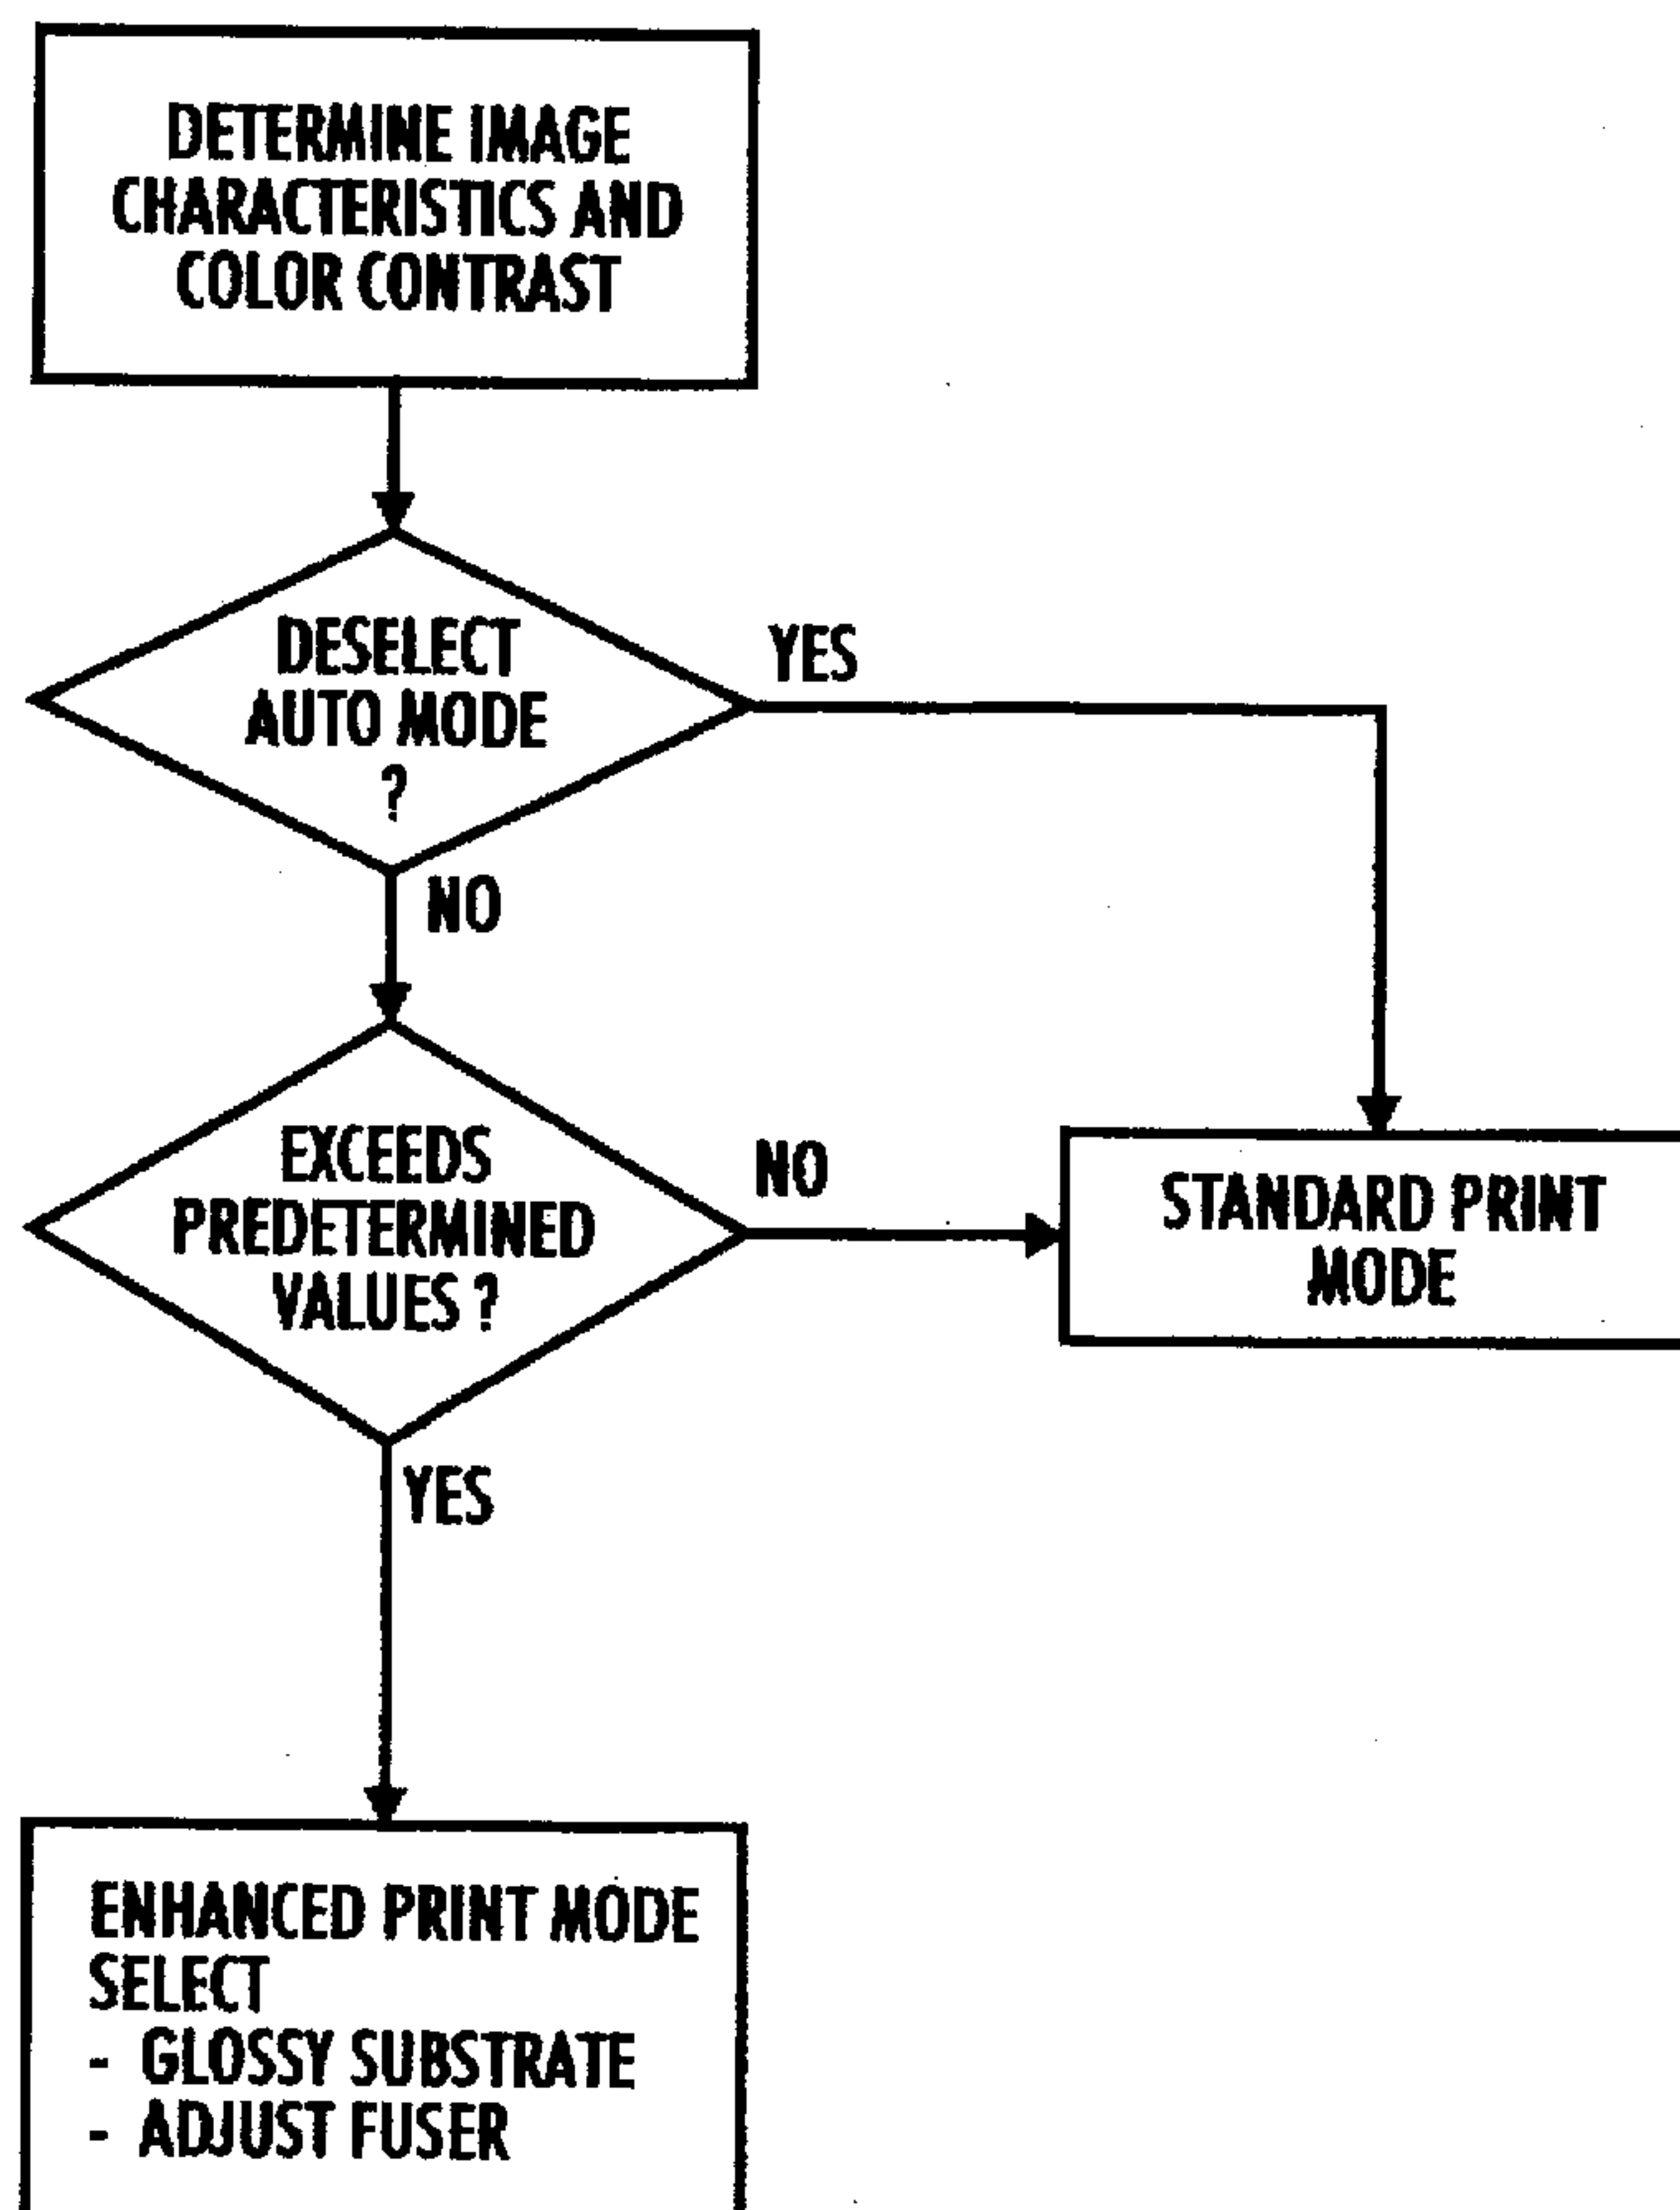 DETERMINE IMAGE
CHARACTERISTICS AND
COLOR CONTRAST
DESELECT
AUTO MODE
?
YES
NO
EXCEEDS
PREDETERMINED
VALUES ?
NO
STANDARD PRINT
MODE
YES
ENHANCED PRINT MODE
SELECT
- GLOSSY SUBSTRATE
- ADJUST FUSER